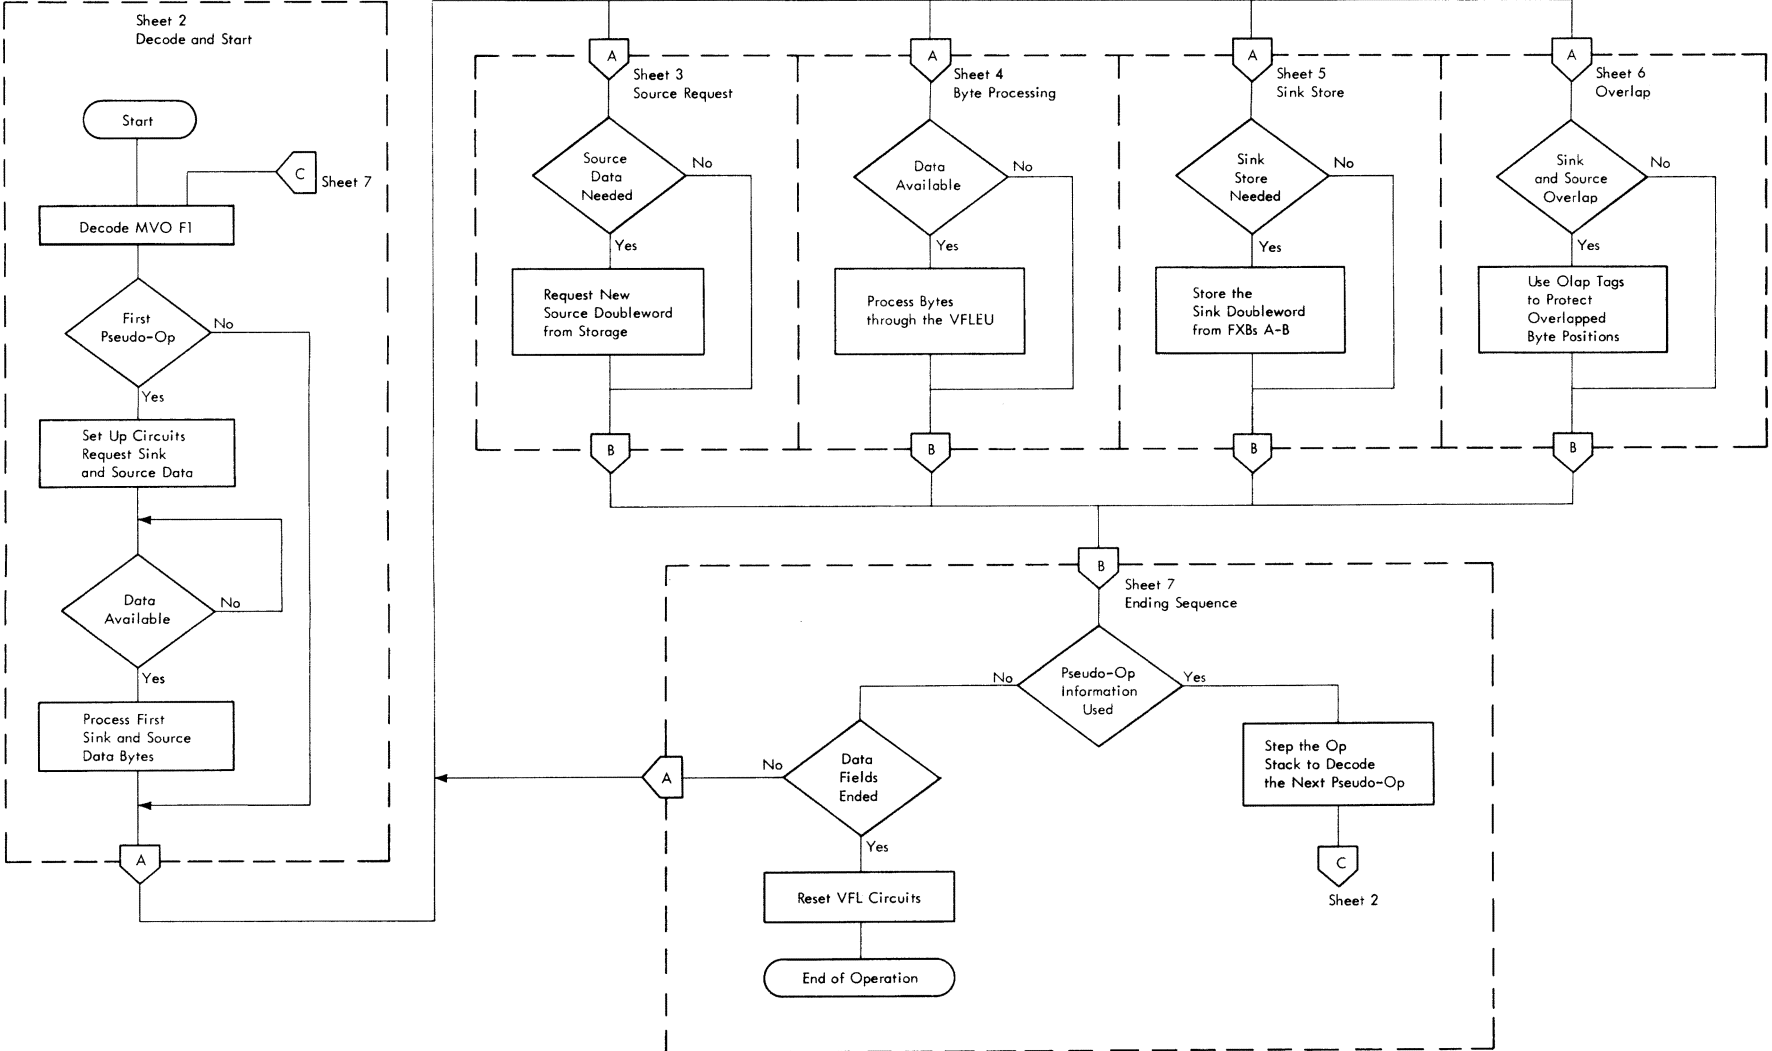 Sheet 2
Decode and Start
Start
C
Sheet 7
Decode MVO F1
First
Pseudo-Op
No
Yes
Set Up Circuits
Request Sink
and Source Data
Data
Available
No
Yes
Process First
Sink and Source
Data Bytes
A
A
Sheet 3
Source Request
Source
Data
Needed
No
Yes
Request New
Source Doubleword
from Storage
B
A
Sheet 4
Byte Processing
Data
Available
No
Yes
Process Bytes
through the VFLEU
B
A
Sheet 5
Sink Store
Sink
Store
Needed
No
Yes
Store the
Sink Doubleword
from FXBs A-B
B
A
Sheet 6
Overlap
Sink
and Source
Overlap
No
Yes
Use Olap Tags
to Protect
Overlapped
Byte Positions
B
B
Sheet 7
Ending Sequence
Pseudo-Op
Information
Used
No
Yes
Data
Fields
Ended
No
A
Yes
Reset VFL Circuits
End of Operation
Step the Op
Stack to Decode
the Next Pseudo-Op
C
Sheet 2